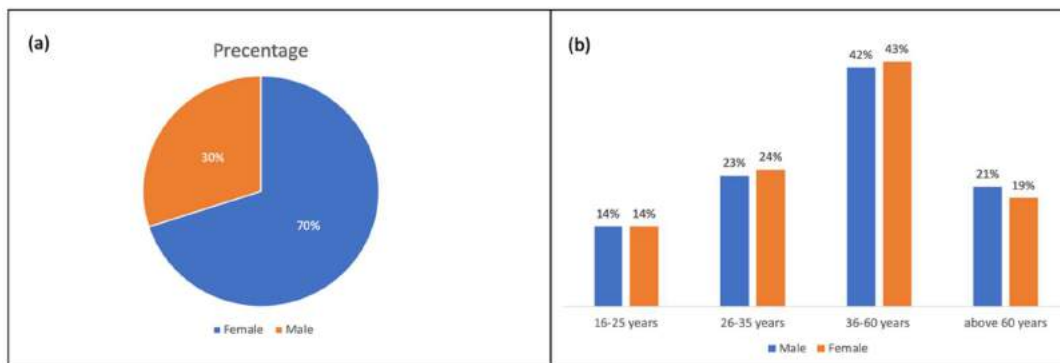 (a)
Precentage
30%
70%
Female Male
(b)
42% 43%
23% 24%
21% 19%
14% 14%
16-25 years 26-35 years 36-60 years above 60 years
Male Female